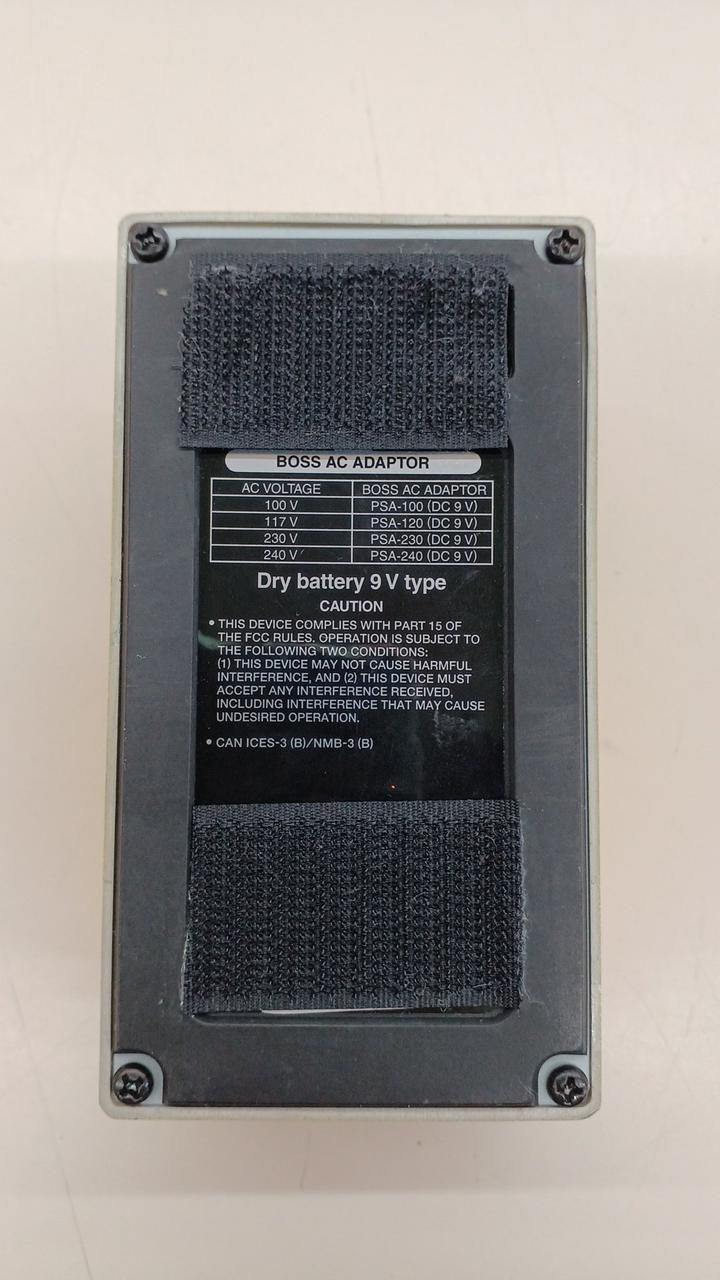 BOSS AC ADAPTOR
AC VOLTAGE BOSS AC ADAPTOR
100 V PSA-100 (DC 9 V)
117 V PSA-120 (DC 9 V)
230 V PSA-230 (DC 9 V)
240 V PSA-240 (DC 9 V)
Dry battery 9 V type
CAUTION
• THIS DEVICE COMPLIES WITH PART 15 OF
THE FCC RULES. OPERATION IS SUBJECT TO
THE FOLLOWING TWO CONDITIONS:
(1) THIS DEVICE MAY NOT CAUSE HARMFUL
INTERFERENCE, AND (2) THIS DEVICE MUST
ACCEPT ANY INTERFERENCE RECEIVED,
INCLUDING INTERFERENCE THAT MAY CAUSE
UNDESIRED OPERATION.
• CAN ICES-3 (B)/NMB-3 (B)